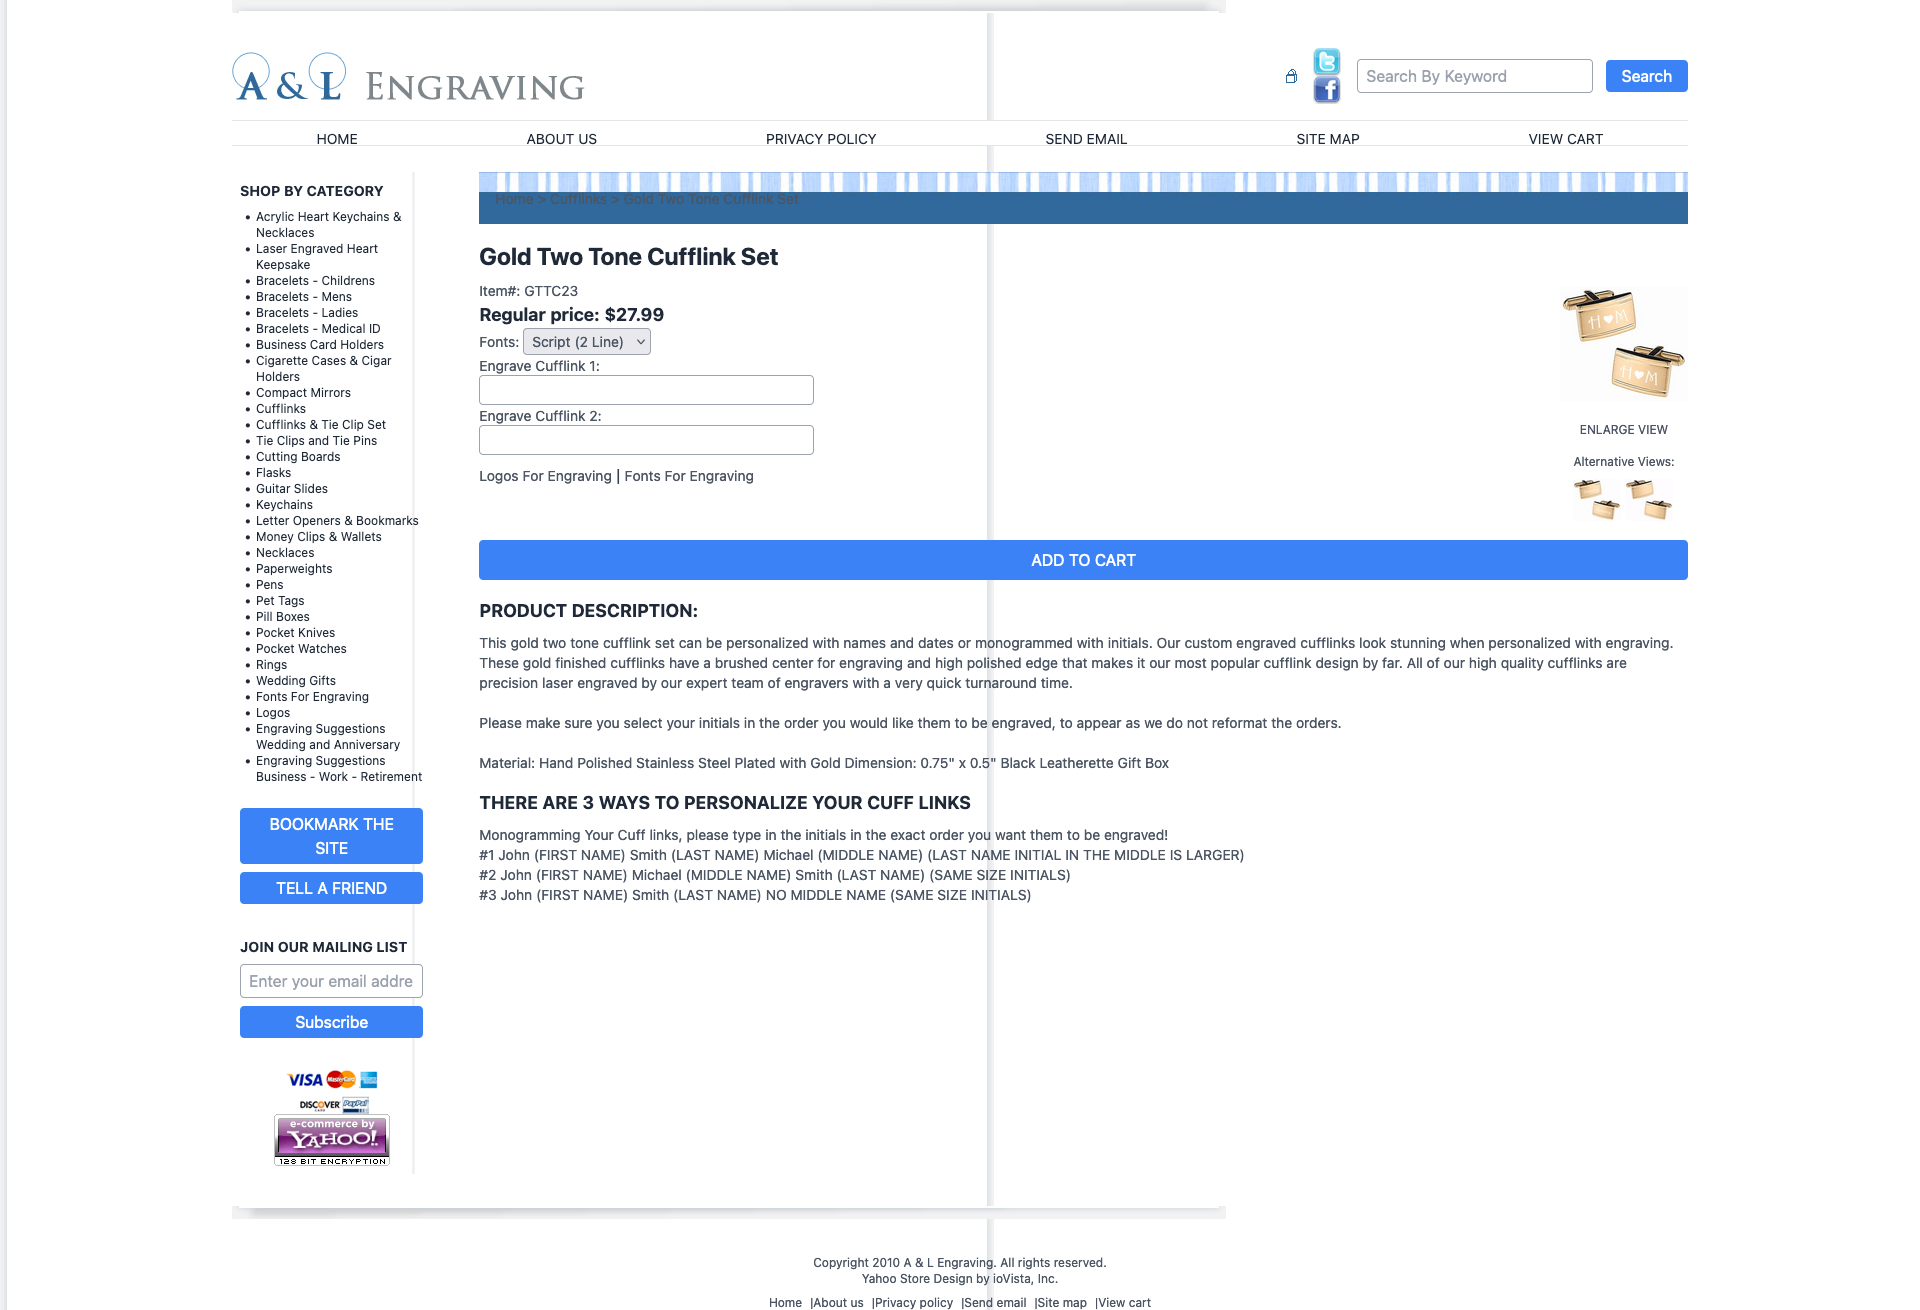 A & L ENGRAVING
Search By Keyword
Search
HOME
ABOUT US
PRIVACY POLICY
SEND EMAIL
SITE MAP
VIEW CART
SHOP BY CATEGORY
Acrylic Heart Keychains &
Necklaces
Laser Engraved Heart
Keepsake
Bracelets - Childrens
Bracelets - Mens
Bracelets - Ladies
Bracelets - Medical ID
Business Card Holders
Cigarette Cases & Cigar
Holders
Compact Mirrors
Cufflinks
Cufflinks & Tie Clip Set
Tie Clips and Tie Pins
Cutting Boards
Flasks
Guitar Slides
Keychains
Letter Openers & Bookmarks
Money Clips & Wallets
Necklaces
Paperweights
Pens
Pet Tags
Pill Boxes
Pocket Knives
Pocket Watches
Rings
Wedding Gifts
Fonts For Engraving
Logos
Engraving Suggestions
Wedding and Anniversary
Engraving Suggestions
Business - Work - Retirement
BOOKMARK THE
SITE
TELL A FRIEND
JOIN OUR MAILING LIST
Enter your email addre
Subscribe
VISA MasterCard
DISCOVER PayPal
e-commerce by
YAHOO!
128 BIT ENCRYPTION
Home > Cufflinks > Gold Two Tone Cufflink Set
Gold Two Tone Cufflink Set
Item#: GTTC23
Regular price: $27.99
Fonts: Script (2 Line)
Engrave Cufflink 1:
Engrave Cufflink 2:
Logos For Engraving | Fonts For Engraving
H♥M
H♥M
ENLARGE VIEW
Alternative Views:
ADD TO CART
PRODUCT DESCRIPTION:
This gold two tone cufflink set can be personalized with names and dates or monogrammed with initials. Our custom engraved cufflinks look stunning when personalized with engraving.
These gold finished cufflinks have a brushed center for engraving and high polished edge that makes it our most popular cufflink design by far. All of our high quality cufflinks are
precision laser engraved by our expert team of engravers with a very quick turnaround time.
Please make sure you select your initials in the order you would like them to be engraved, to appear as we do not reformat the orders.
Material: Hand Polished Stainless Steel Plated with Gold Dimension: 0.75" x 0.5" Black Leatherette Gift Box
THERE ARE 3 WAYS TO PERSONALIZE YOUR CUFF LINKS
Monogramming Your Cuff links, please type in the initials in the exact order you want them to be engraved!
#1 John (FIRST NAME) Smith (LAST NAME) Michael (MIDDLE NAME) (LAST NAME INITIAL IN THE MIDDLE IS LARGER)
#2 John (FIRST NAME) Michael (MIDDLE NAME) Smith (LAST NAME) (SAME SIZE INITIALS)
#3 John (FIRST NAME) Smith (LAST NAME) NO MIDDLE NAME (SAME SIZE INITIALS)
Copyright 2010 A & L Engraving. All rights reserved.
Yahoo Store Design by ioVista, Inc.
Home |About us |Privacy policy |Send email |Site map |View cart